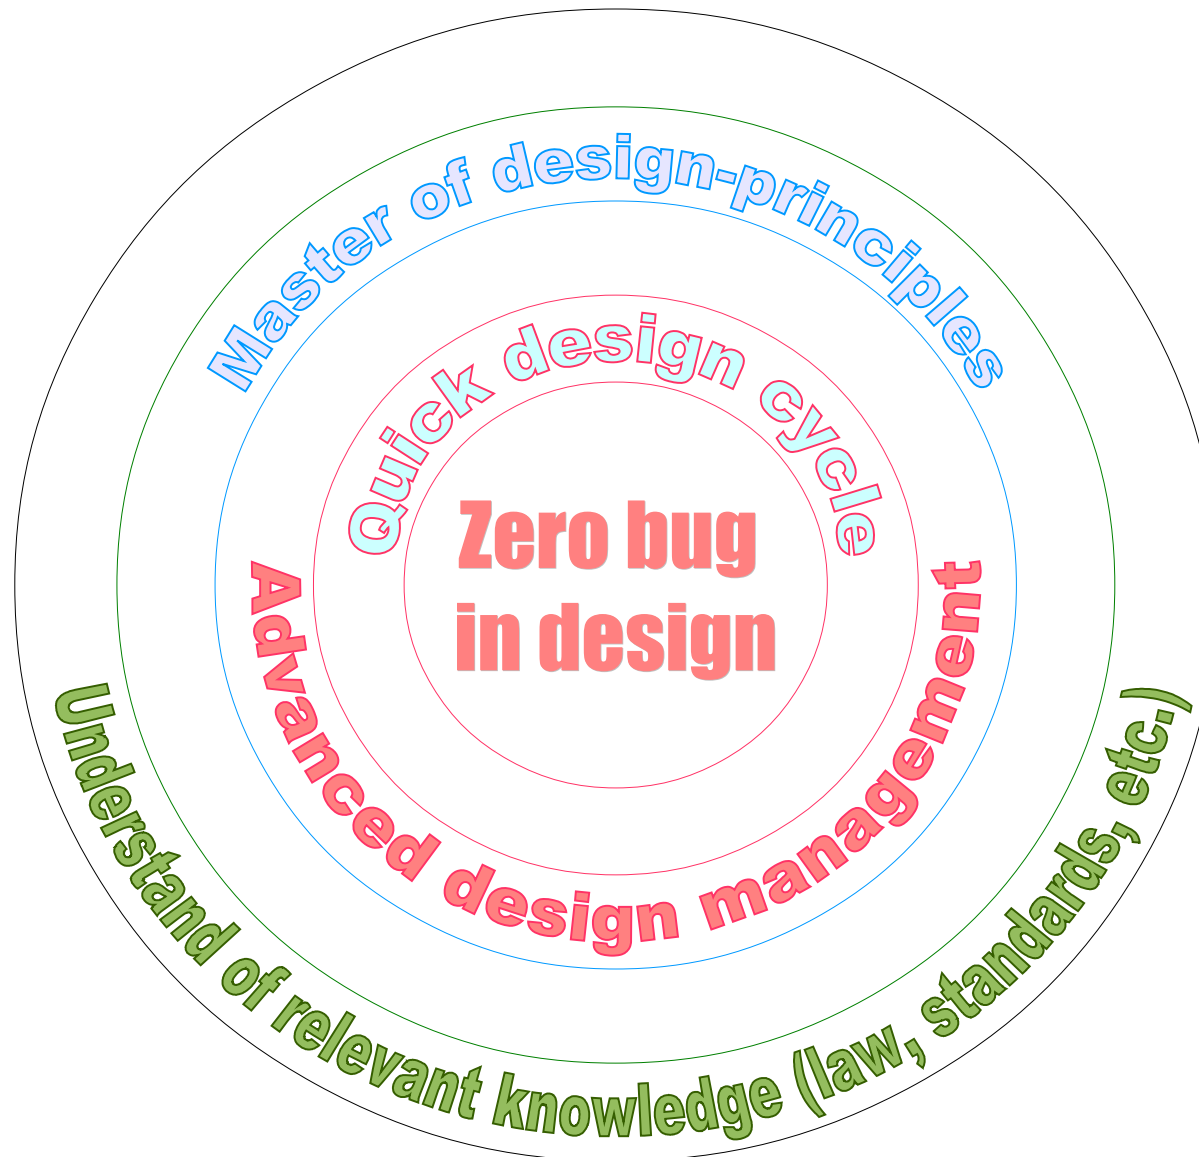 Master of design-principles
Quick design cycle
Zero bug
in design
Advanced design management
Understand of relevant knowledge (law, standards, etc.)